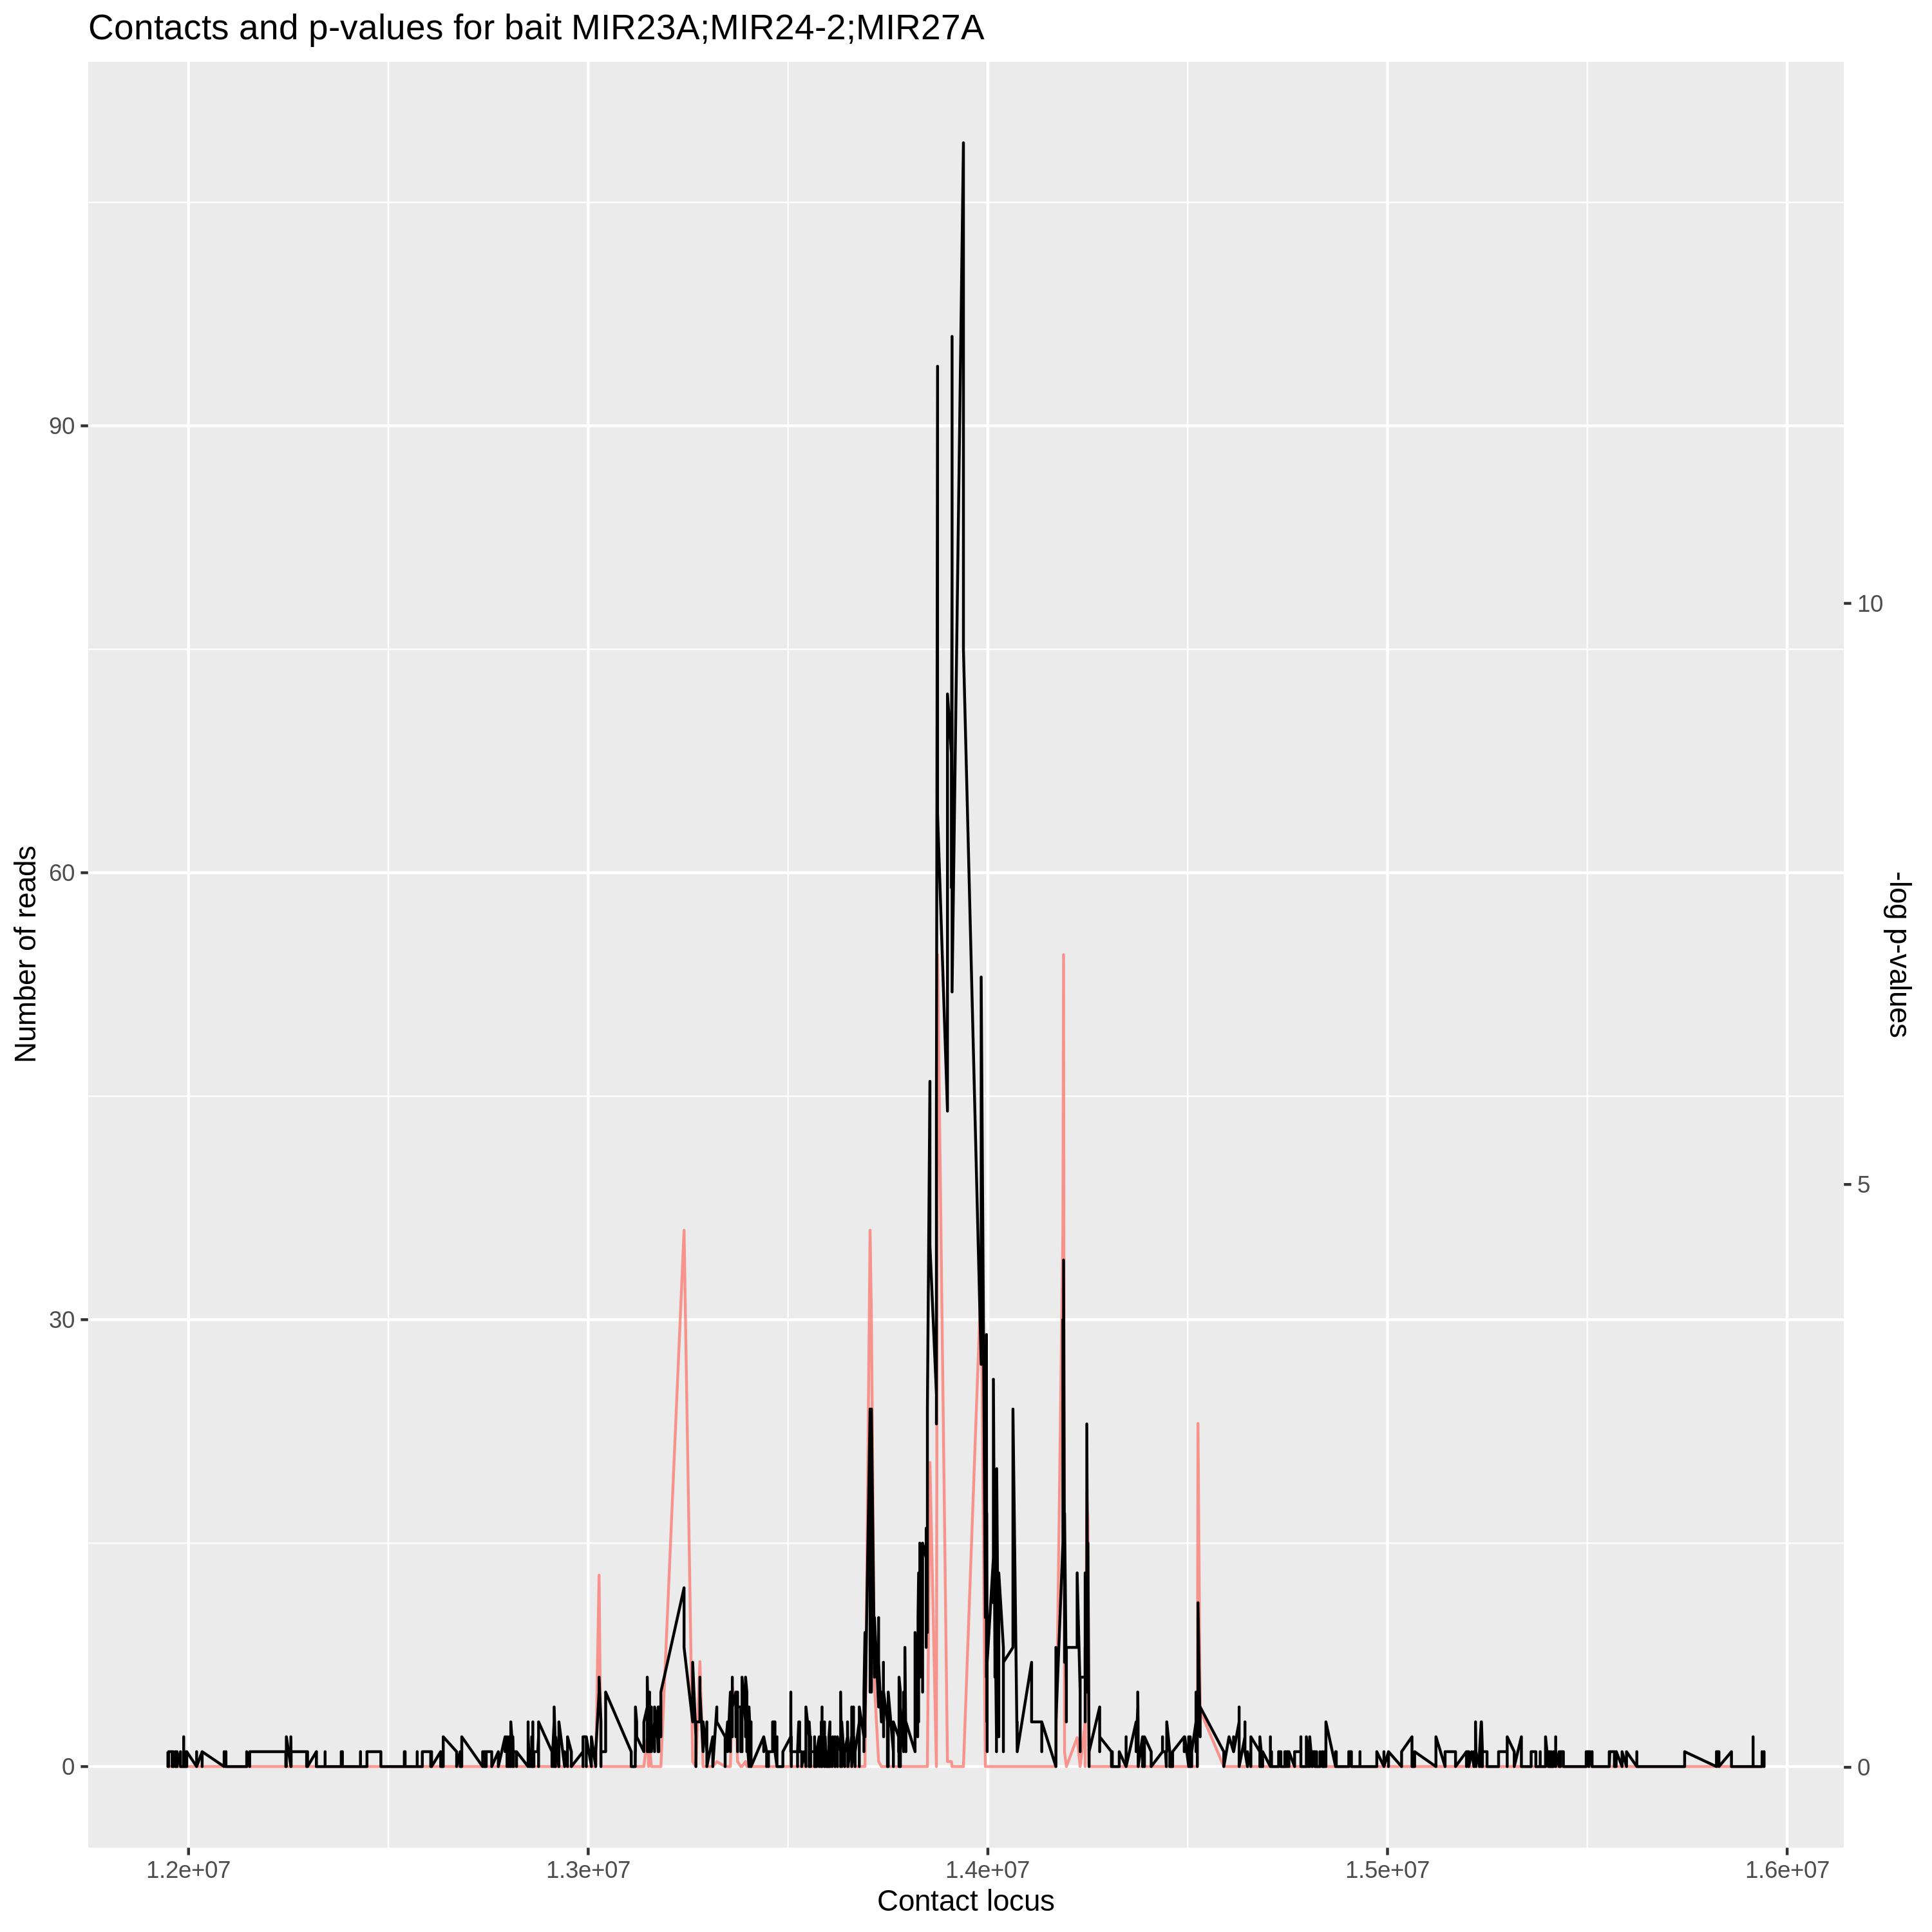 Contacts and p-values for bait MIR23A;MIR24-2;MIR27A
90
60
30
0
Number of reads
10
5
0
-log p-values
1.2e+07
1.3e+07
1.4e+07
1.5e+07
1.6e+07
Contact locus